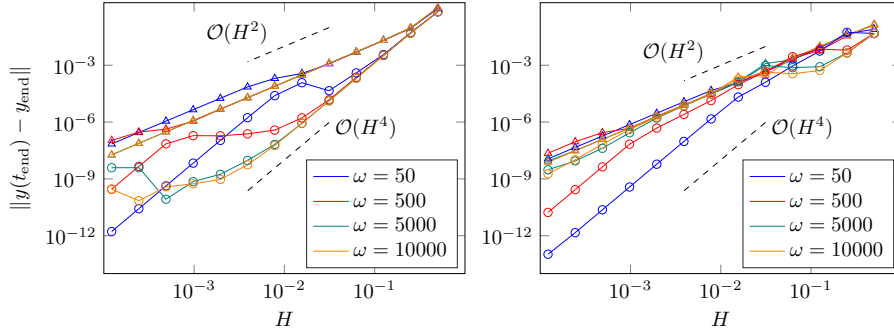 𝒪(H²)
10⁻³
10⁻⁶
10⁻⁹
10⁻¹²
‖y(t_end) − y_end‖
𝒪(H⁴)
ω = 50
ω = 500
ω = 5000
ω = 10000
10⁻³ 10⁻² 10⁻¹
H
𝒪(H²)
10⁻³
10⁻⁶
10⁻⁹
10⁻¹²
𝒪(H⁴)
ω = 50
ω = 500
ω = 5000
ω = 10000
10⁻³ 10⁻² 10⁻¹
H